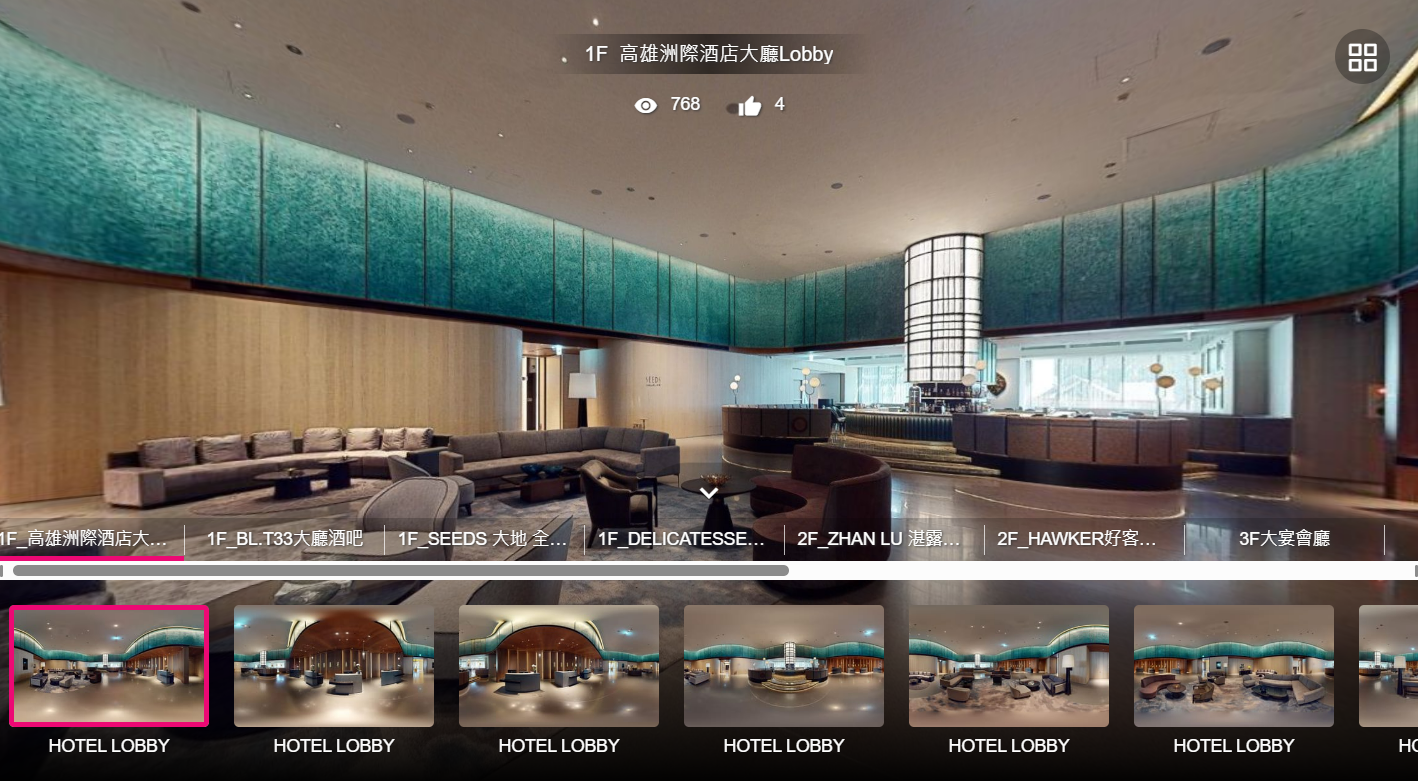 1F 高雄洲際酒店大廳Lobby
768 4
SEEDS
1F_高雄洲際酒店大...
1F_BL.T33大廳酒吧
1F_SEEDS 大地 全...
1F_DELICATESSE...
2F_ZHAN LU 湛露...
2F_HAWKER好客...
3F大宴會廳
HOTEL LOBBY
HOTEL LOBBY
HOTEL LOBBY
HOTEL LOBBY
HOTEL LOBBY
HOTEL LOBBY
HO